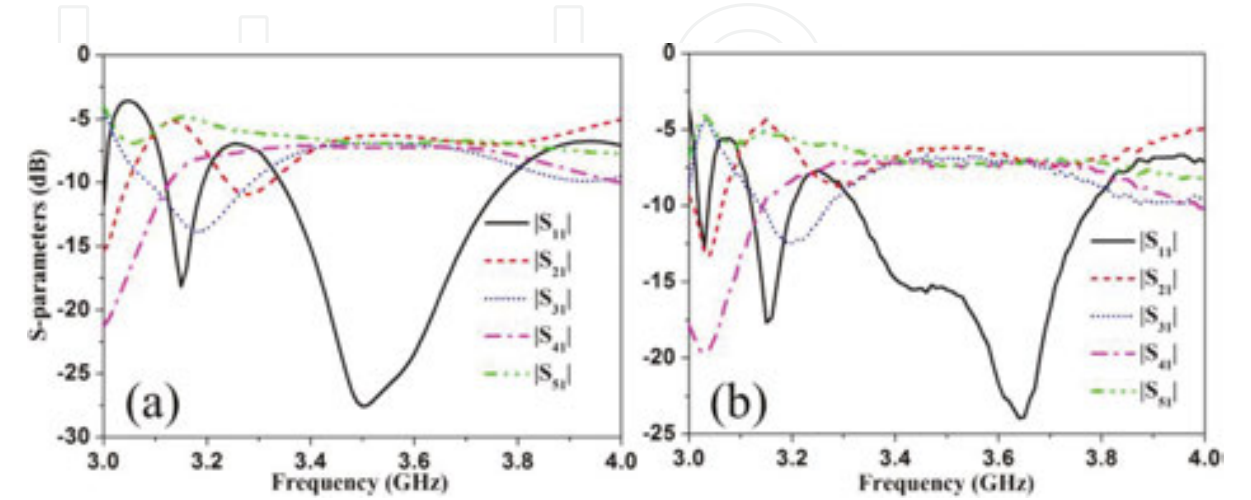 0
-5
-10
-15
-20
-25
-30
3.0 3.2 3.4 3.6 3.8 4.0
Frequency (GHz)
S-parameters (dB)
|S11|
|S21|
|S31|
|S41|
|S51|
(a)
0
-5
-10
-15
-20
-25
3.0 3.2 3.4 3.6 3.8 4.0
Frequency (GHz)
|S11|
|S21|
|S31|
|S41|
|S51|
(b)